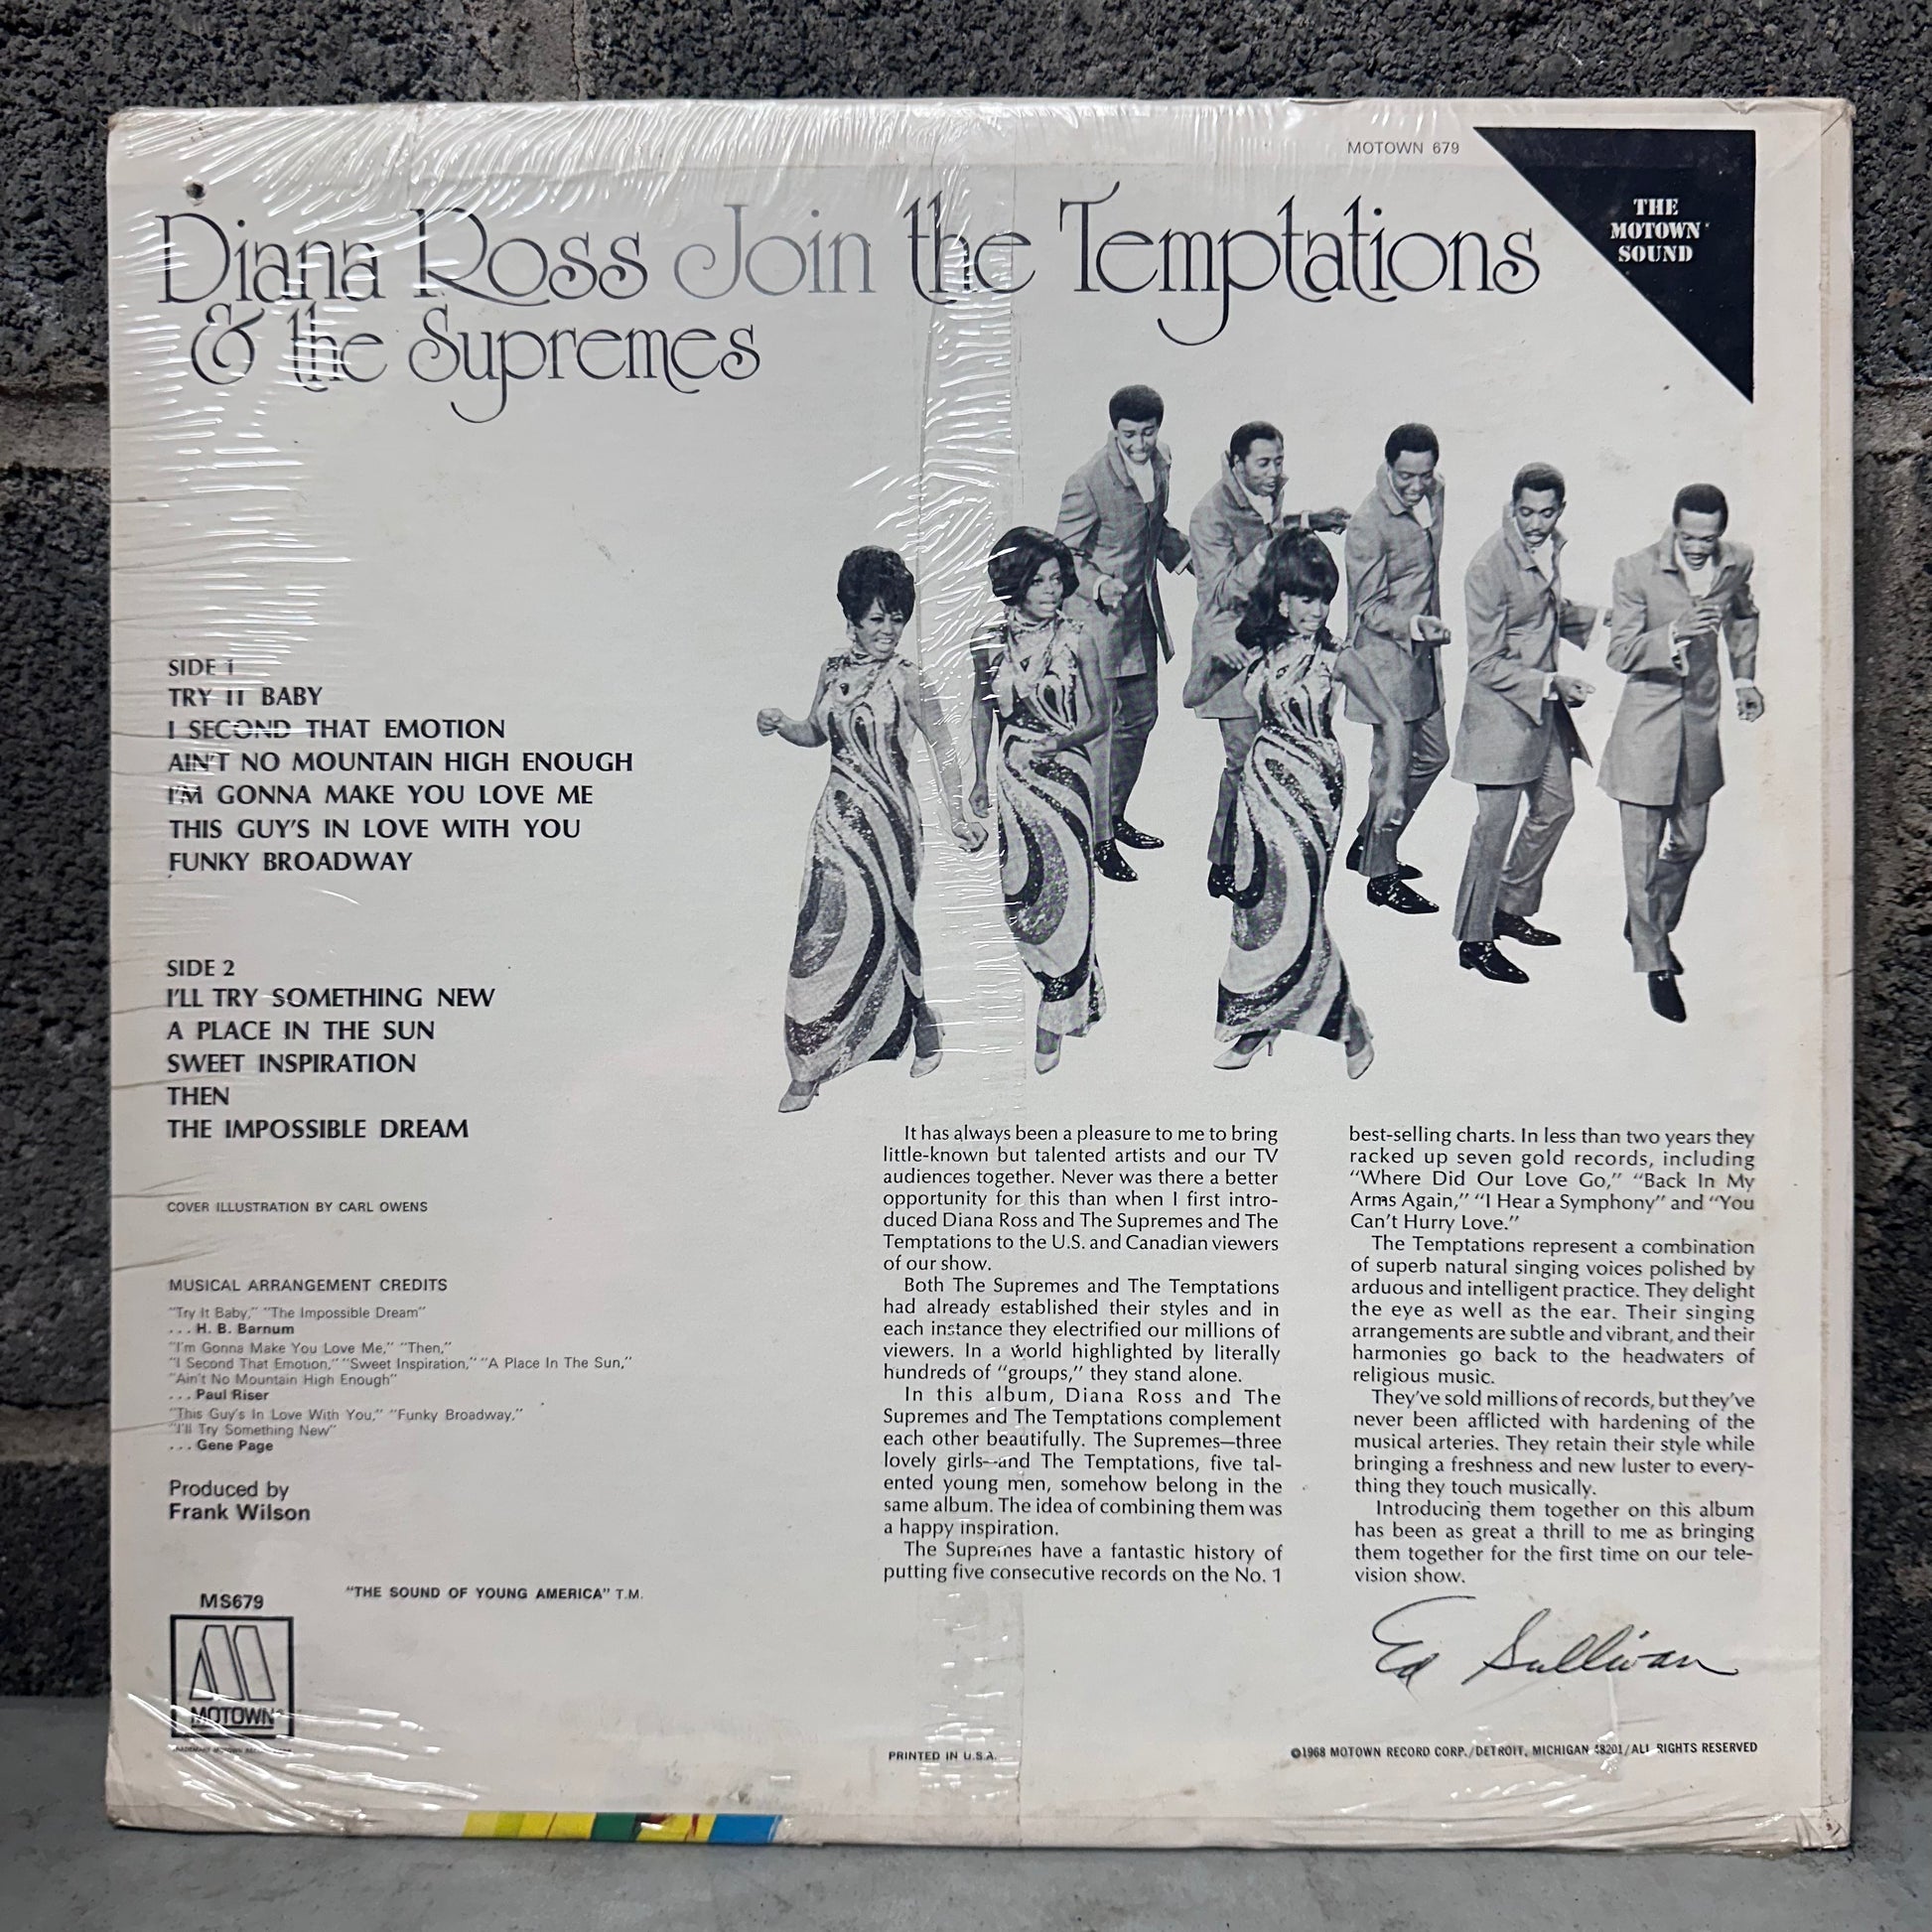 MOTOWN 679
THE
MOTOWN
SOUND
Diana Ross Join the Temptations
& the Supremes
SIDE 1
TRY IT BABY
I SECOND THAT EMOTION
AIN'T NO MOUNTAIN HIGH ENOUGH
I'M GONNA MAKE YOU LOVE ME
THIS GUY'S IN LOVE WITH YOU
FUNKY BROADWAY
SIDE 2
I'LL TRY SOMETHING NEW
A PLACE IN THE SUN
SWEET INSPIRATION
THEN
THE IMPOSSIBLE DREAM
COVER ILLUSTRATION BY CARL OWENS
MUSICAL ARRANGEMENT CREDITS
"Try It Baby," "The Impossible Dream"
. . . H. B. Barnum
"I'm Gonna Make You Love Me," "Then,"
"I Second That Emotion," "Sweet Inspiration," "A Place In The Sun,"
"Ain't No Mountain High Enough"
. . . Paul Riser
"This Guy's In Love With You," "Funky Broadway,"
"I'll Try Something New"
. . . Gene Page
Produced by
Frank Wilson
MS679
"THE SOUND OF YOUNG AMERICA" T.M.
MOTOWN
It has always been a pleasure to me to bring
little-known but talented artists and our TV
audiences together. Never was there a better
opportunity for this than when I first intro-
duced Diana Ross and The Supremes and The
Temptations to the U.S. and Canadian viewers
of our show.
Both The Supremes and The Temptations
had already established their styles and in
each instance they electrified our millions of
viewers. In a world highlighted by literally
hundreds of "groups," they stand alone.
In this album, Diana Ross and The
Supremes and The Temptations complement
each other beautifully. The Supremes—three
lovely girls—and The Temptations, five tal-
ented young men, somehow belong in the
same album. The idea of combining them was
a happy inspiration.
The Supremes have a fantastic history of
putting five consecutive records on the No. 1
best-selling charts. In less than two years they
racked up seven gold records, including
"Where Did Our Love Go," "Back In My
Arms Again," "I Hear a Symphony" and "You
Can't Hurry Love."
The Temptations represent a combination
of superb natural singing voices polished by
arduous and intelligent practice. They delight
the eye as well as the ear. Their singing
arrangements are subtle and vibrant, and their
harmonies go back to the headwaters of
religious music.
They've sold millions of records, but they've
never been afflicted with hardening of the
musical arteries. They retain their style while
bringing a freshness and new luster to every-
thing they touch musically.
Introducing them together on this album
has been as great a thrill to me as bringing
them together for the first time on our tele-
vision show.
Ed Sullivan
PRINTED IN U.S.A.
©1968 MOTOWN RECORD CORP./DETROIT, MICHIGAN 48201/ALL RIGHTS RESERVED